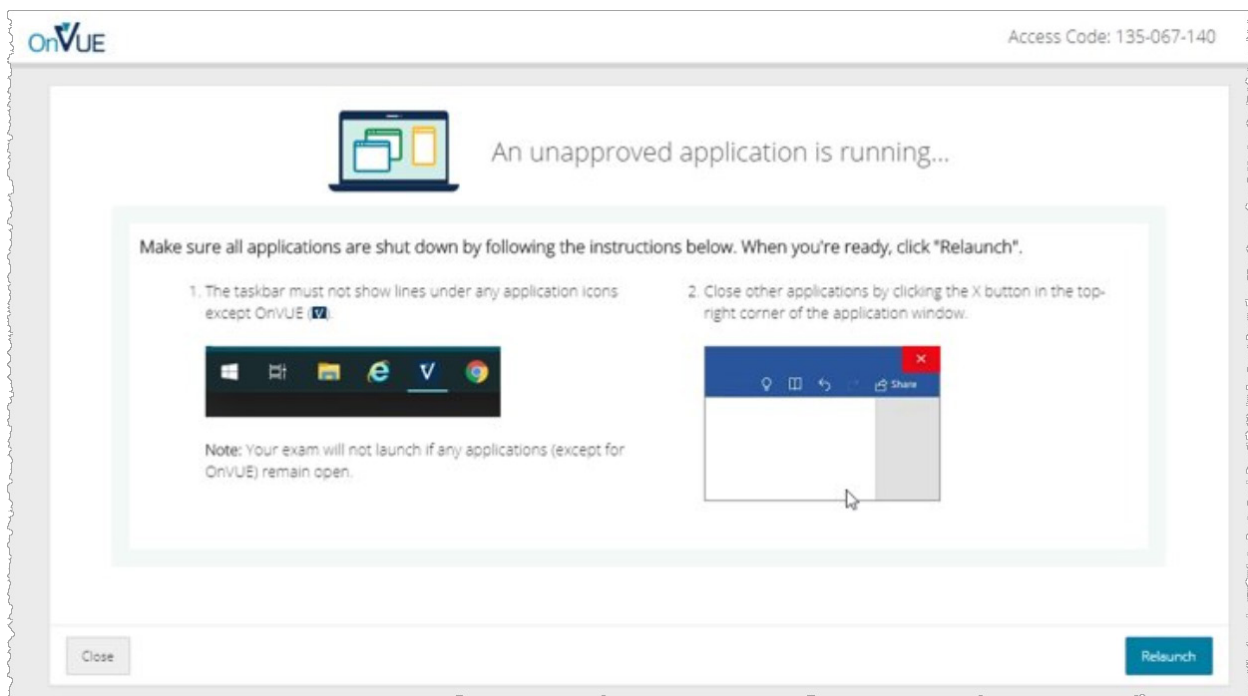 OnVUE
Access Code: 135-067-140
An unapproved application is running...
Make sure all applications are shut down by following the instructions below. When you're ready, click "Relaunch".
1. The taskbar must not show lines under any application icons
except OnVUE (V).
Note: Your exam will not launch if any applications (except for
OnVUE) remain open.
2. Close other applications by clicking the X button in the top-
right corner of the application window.
Share
Close
Relaunch